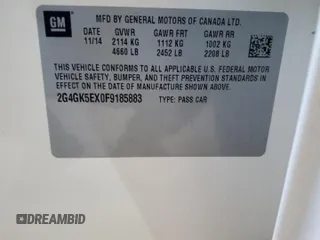 GM
MFD BY GENERAL MOTORS OF CANADA LTD.
DATE GVWR GAWR FRT GAWR RR
11/14 2114 KG 1112 KG 1002 KG
4660 LB 2452 LB 2208 LB
THIS VEHICLE CONFORMS TO ALL APPLICABLE U.S. FEDERAL MOTOR VEHICLE
SAFETY, BUMPER, AND THEFT PREVENTION STANDARDS IN EFFECT ON THE
DATE OF MANUFACTURE SHOWN ABOVE.
2G4GK5EX0F9185883 TYPE: PASS CAR
DREAMBID